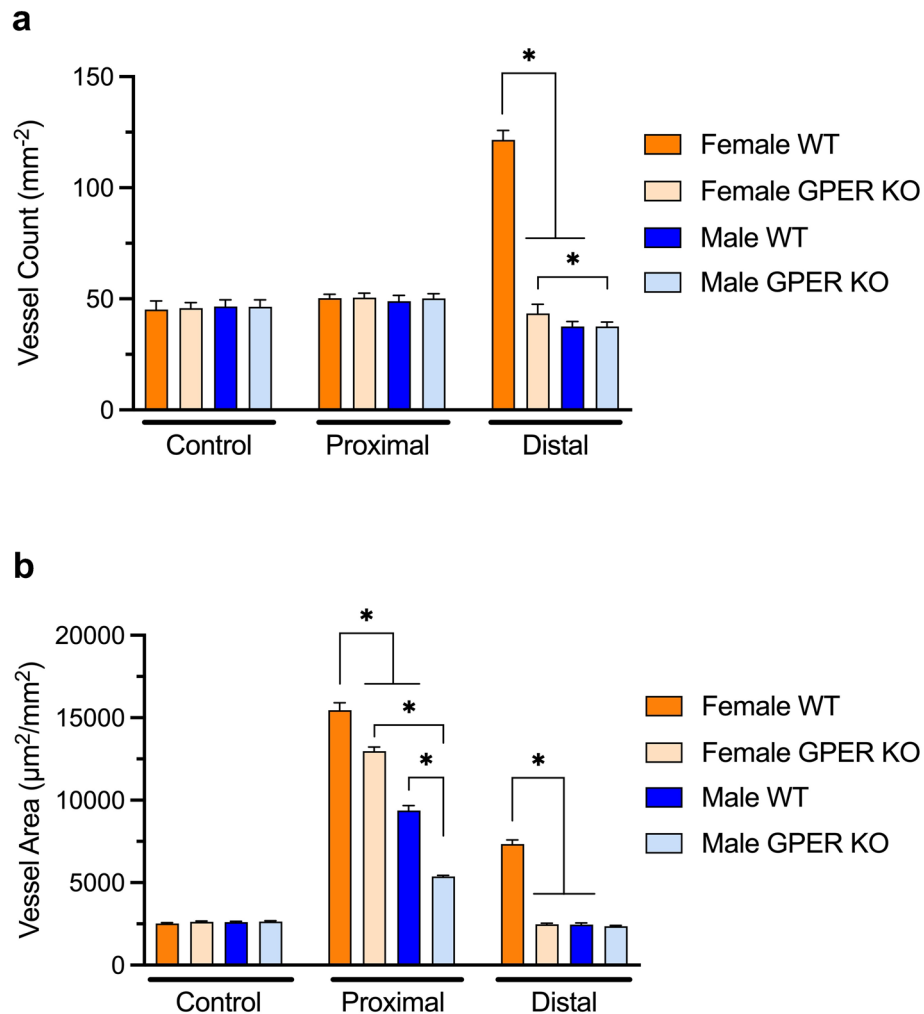 a
Vessel Count (mm⁻²)
150
100
50
0
*
*
Control Proximal Distal
Female WT
Female GPER KO
Male WT
Male GPER KO
b
Vessel Area (µm²/mm²)
20000
15000
10000
5000
0
*
*
*
*
Control Proximal Distal
Female WT
Female GPER KO
Male WT
Male GPER KO